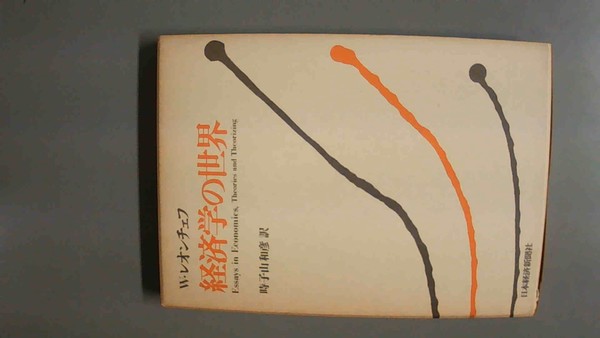 W・レオンチェフ
経済学の世界
Essays in Economics, Theories and Theorizing
時子山和彦 訳
日本経済新聞社